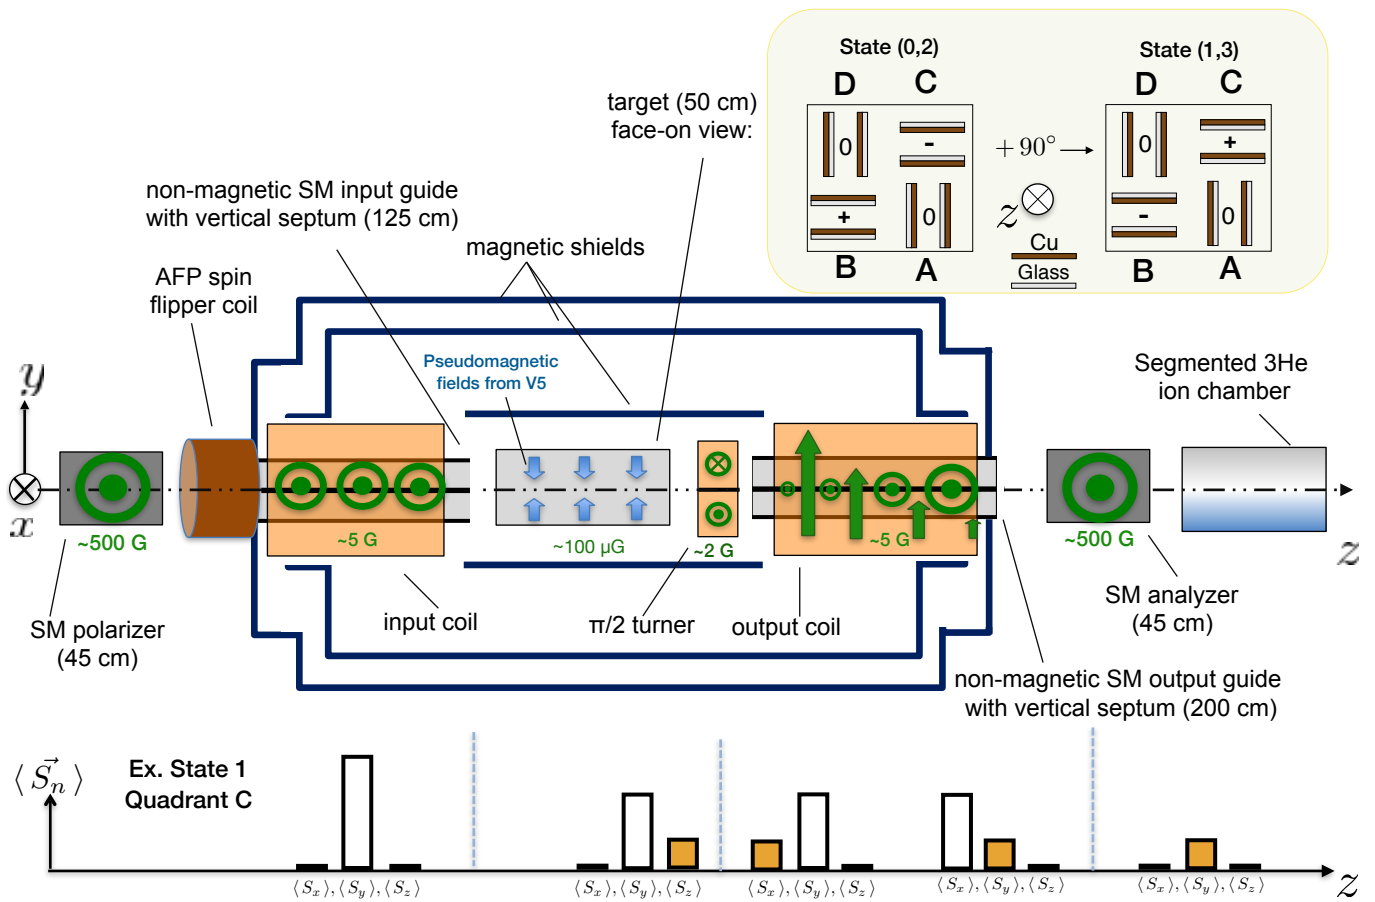 State (0,2)
State (1,3)
D C
D C
0
-
+
0
+ 90°
z
Cu
Glass
0
+
-
0
B A
B A
target (50 cm)
face-on view:
non-magnetic SM input guide
with vertical septum (125 cm)
magnetic shields
AFP spin
flipper coil
Pseudomagnetic
fields from V5
Segmented 3He
ion chamber
y
x
z
~500 G
~5 G
~100 µG
~2 G
~5 G
~500 G
SM polarizer
(45 cm)
input coil
π/2 turner
output coil
SM analyzer
(45 cm)
non-magnetic SM output guide
with vertical septum (200 cm)
⟨ S⃗n ⟩
Ex. State 1
Quadrant C
⟨ Sx ⟩, ⟨ Sy ⟩, ⟨ Sz ⟩
⟨ Sx ⟩, ⟨ Sy ⟩, ⟨ Sz ⟩
⟨ Sx ⟩, ⟨ Sy ⟩, ⟨ Sz ⟩
⟨ Sx ⟩, ⟨ Sy ⟩, ⟨ Sz ⟩
⟨ Sx ⟩, ⟨ Sy ⟩, ⟨ Sz ⟩
z